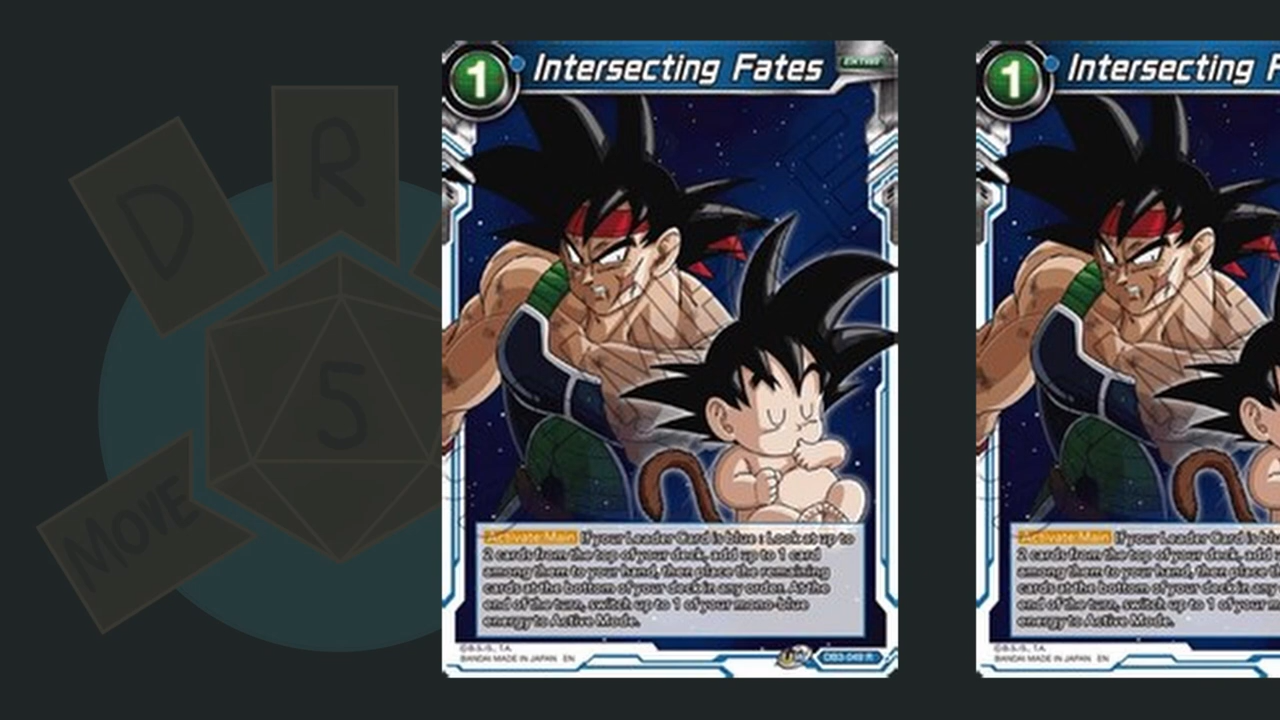 D
R
5
MOVE
1
Intersecting Fates
EXTRA
Activate: Main If your Leader Card is blue : Look at up to
2 cards from the top of your deck, add up to 1 card
among them to your hand, then place the remaining
cards at the bottom of your deck in any order. At the
end of the turn, switch up to 1 of your mono-blue
energy to Active Mode.
©B.S./S., T.A.
BANDAI MADE IN JAPAN EN
DB3-049 R
1
Intersecting F
Activate: Main If your Leader Card is blu
2 cards from the top of your deck, add
among them to your hand, then place th
cards at the bottom of your deck in any
end of the turn, switch up to 1 of your m
energy to Active Mode.
©B.S./S., T.A.
BANDAI MADE IN JAPAN EN